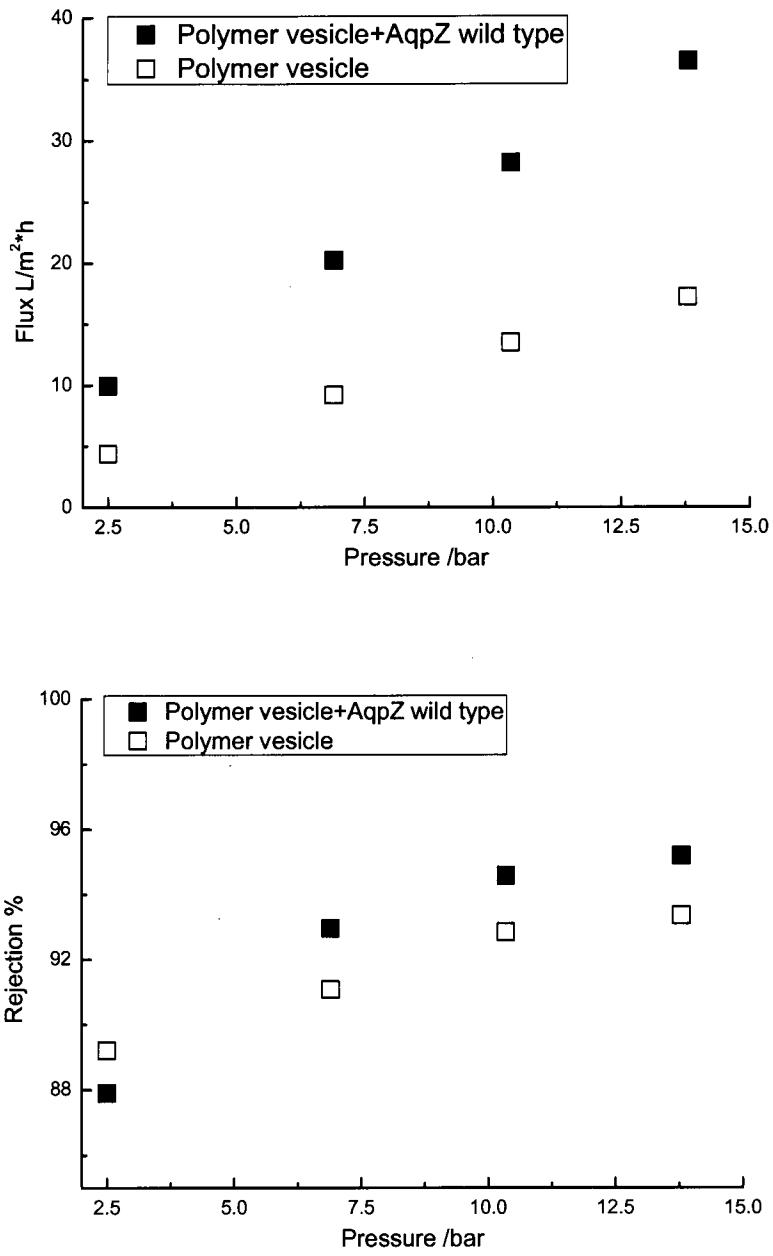 Polymer vesicle+AqpZ wild type
Polymer vesicle
40
30
20
10
0
Flux L/m²*h
2.5 5.0 7.5 10.0 12.5 15.0
Pressure /bar
Polymer vesicle+AqpZ wild type
Polymer vesicle
100
96
92
88
Rejection %
2.5 5.0 7.5 10.0 12.5 15.0
Pressure /bar